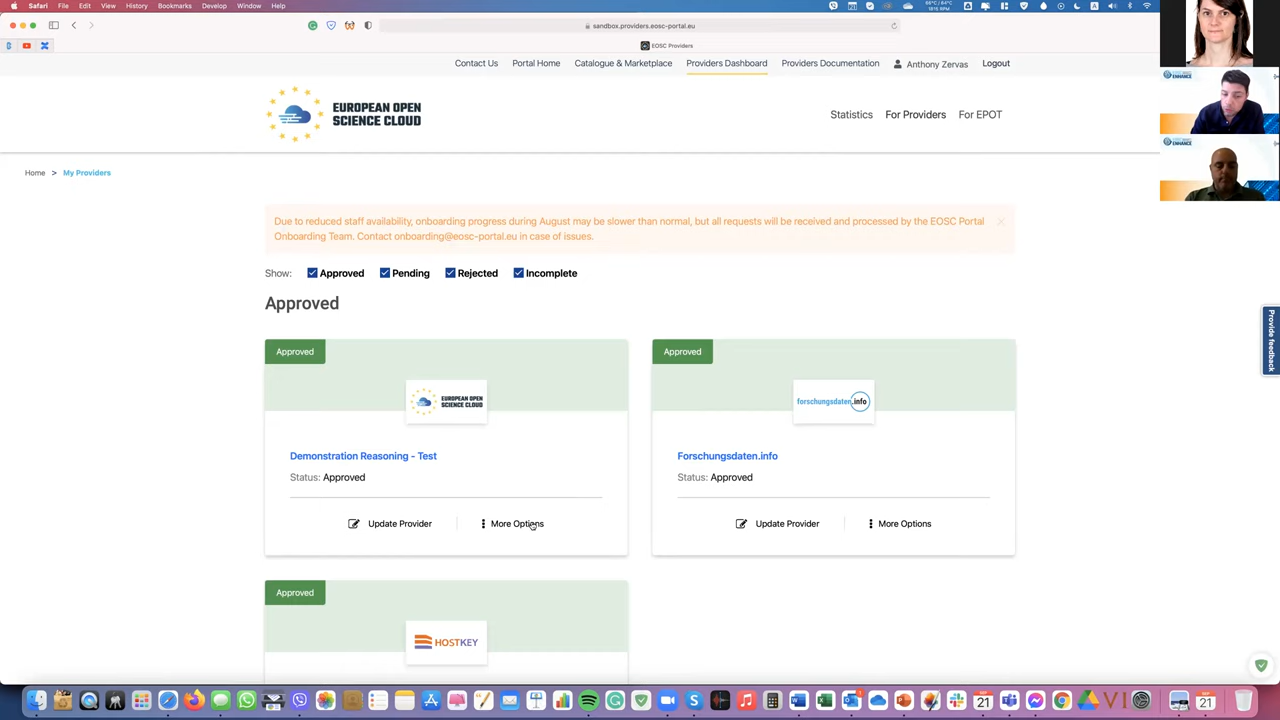 Safari File Edit View History Bookmarks Develop Window Help
sandbox.providers.eosc-portal.eu
EOSC Providers
Contact Us Portal Home Catalogue & Marketplace Providers Dashboard Providers Documentation Anthony Zervas Logout
EUROPEAN OPEN
SCIENCE CLOUD
Statistics For Providers For EPOT
Home > My Providers
Due to reduced staff availability, onboarding progress during August may be slower than normal, but all requests will be received and processed by the EOSC Portal
Onboarding Team. Contact onboarding@eosc-portal.eu in case of issues.
Show: Approved Pending Rejected Incomplete
Approved
Approved
EUROPEAN OPEN
SCIENCE CLOUD
Demonstration Reasoning - Test
Status: Approved
Update Provider More Options
Approved
forschungsdaten.info
Forschungsdaten.info
Status: Approved
Update Provider More Options
Approved
HOSTKEY
Provide feedback
ENHANCE
ENHANCE